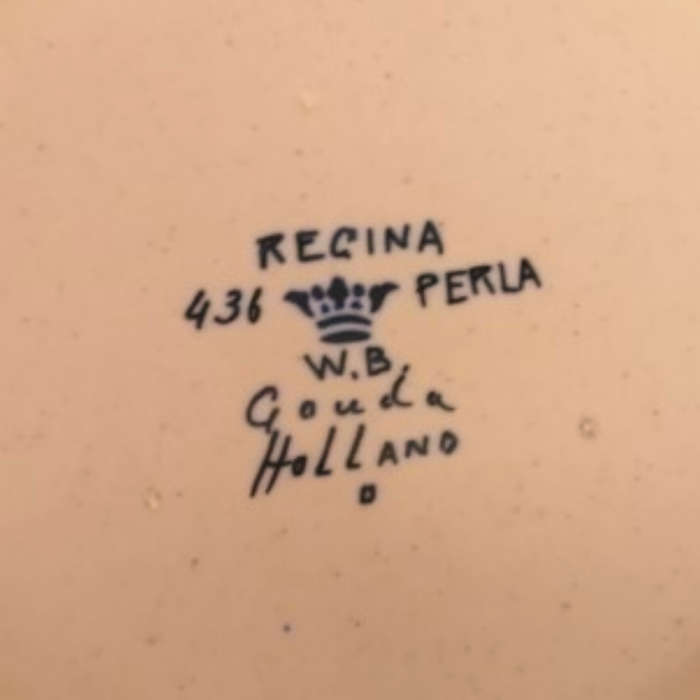 REGINA
436 PERLA
W.B.
Gouda
HOLLAND